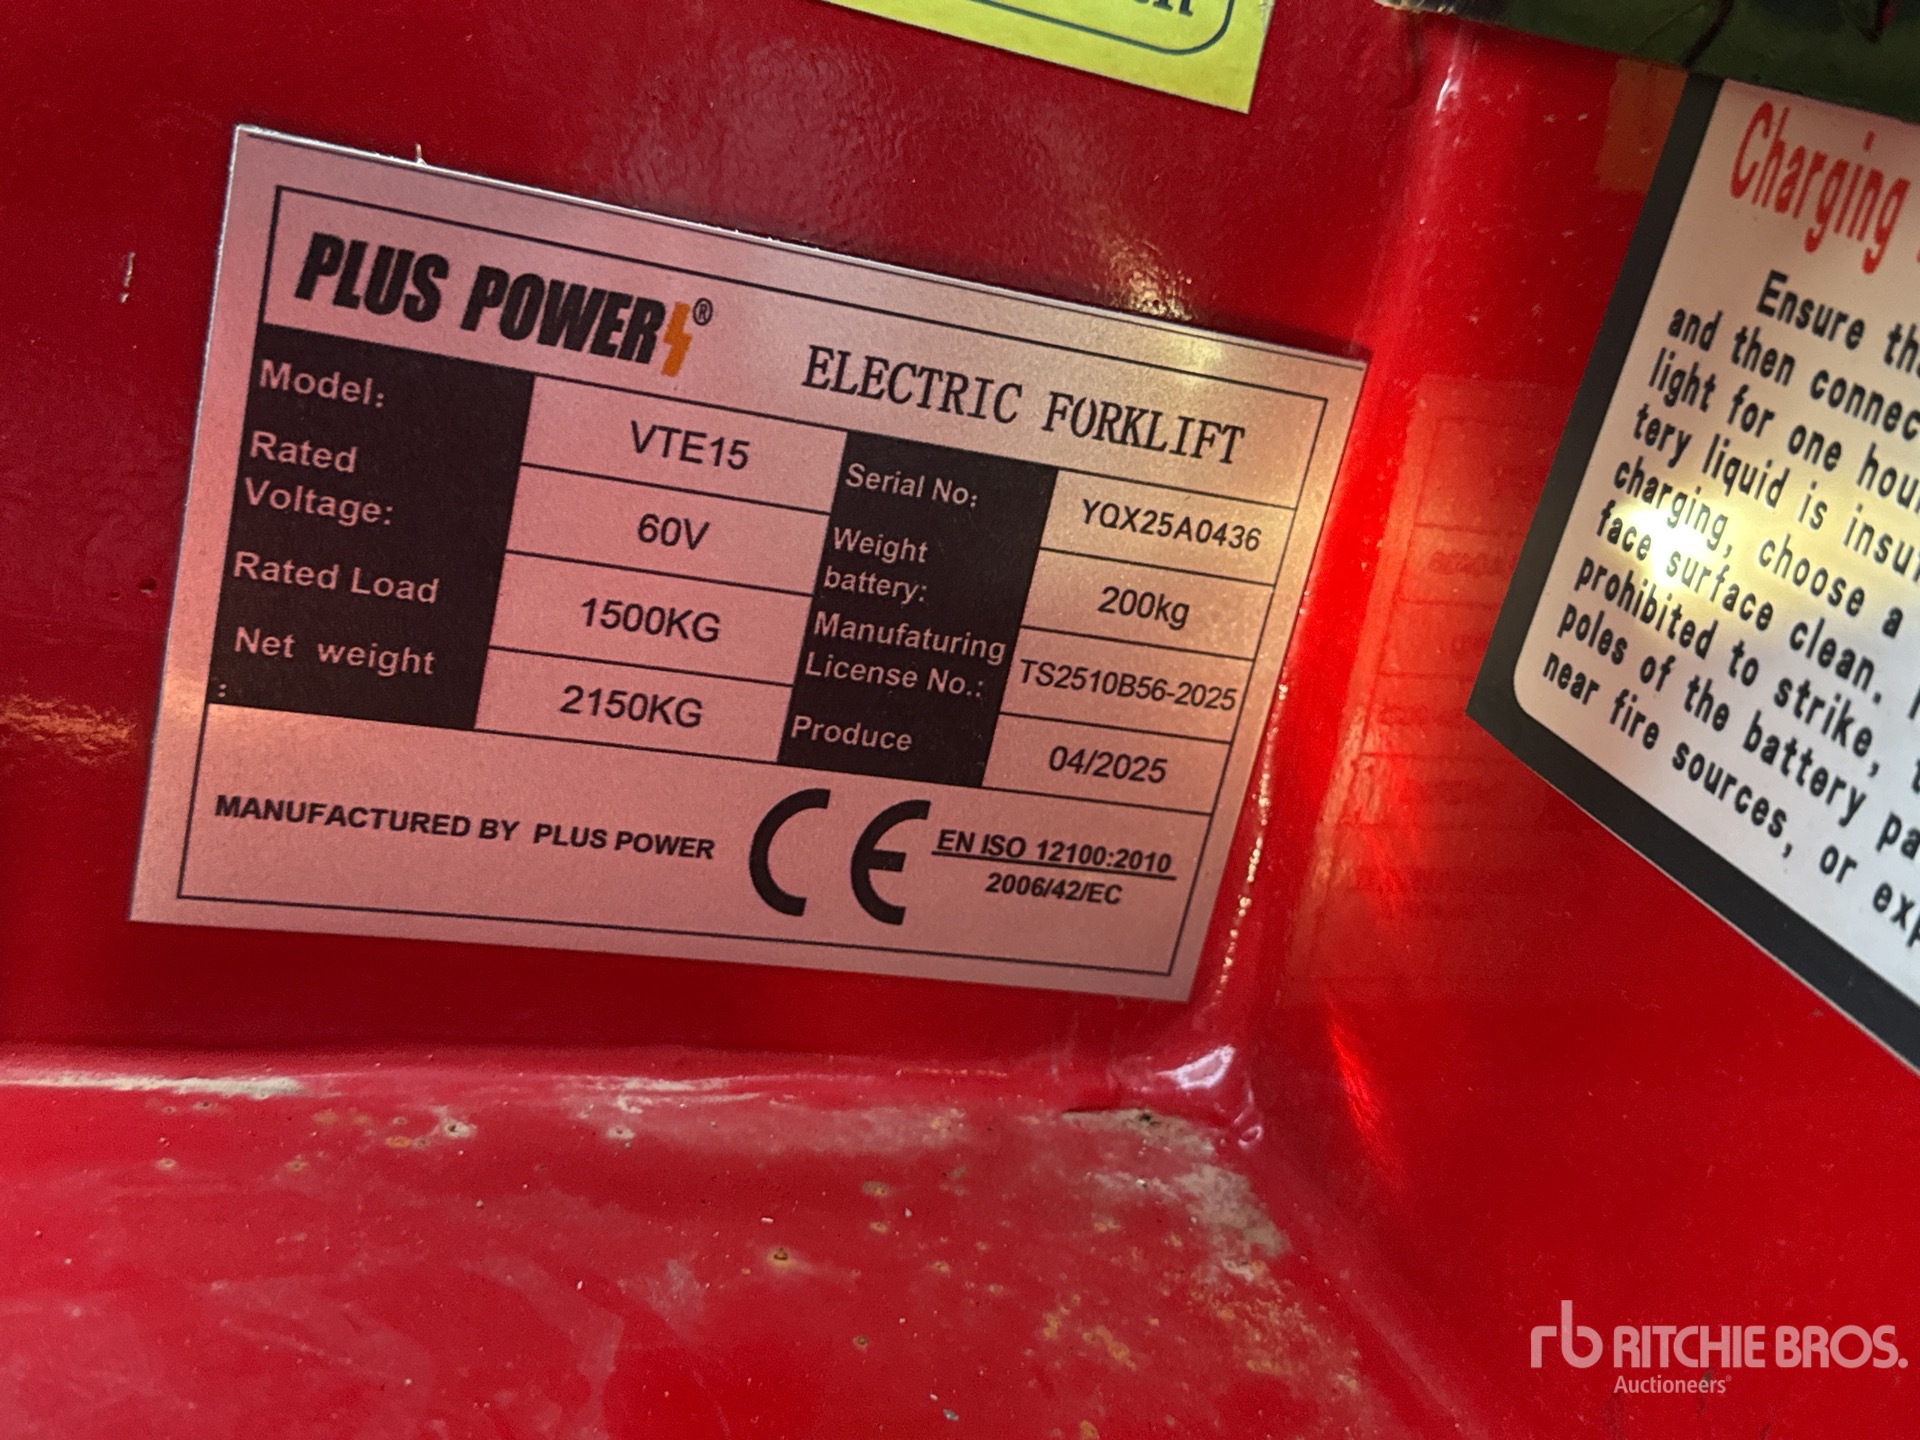 PLUS POWER®
ELECTRIC FORKLIFT
Model:
VTE15
Serial No:
YQX25A0436
Rated
Voltage:
60V
Weight
battery:
200kg
Rated Load
1500KG
Manufaturing
License No.:
TS2510B56-2025
Net weight
:
2150KG
Produce
04/2025
MANUFACTURED BY PLUS POWER
CE
EN ISO 12100:2010
2006/42/EC
Charging
Ensure
and then connec
light for one hou
tery liquid is insu
charging, choose a
face surface clean.
prohibited to strike,
poles of the battery pa
near fire sources, or exp
rb RITCHIE BROS.
Auctioneers